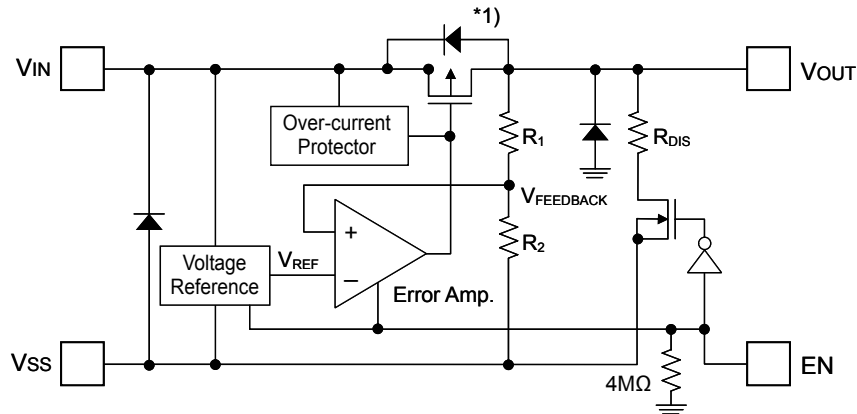 *1)
VIN
VOUT
Over-current
Protector
R1
RDIS
VFEEDBACK
+
R2
Voltage
Reference
VREF
−
Error Amp.
VSS
4MΩ
EN